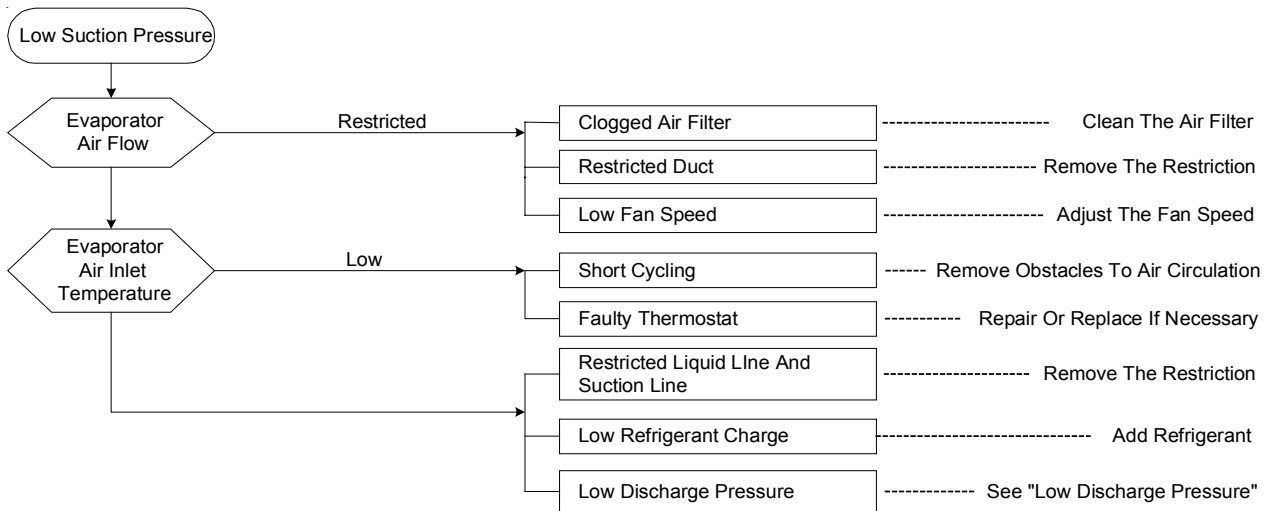 Low Suction Pressure
Evaporator
Air Flow
Restricted
Clogged Air Filter
Clean The Air Filter
Restricted Duct
Remove The Restriction
Low Fan Speed
Adjust The Fan Speed
Evaporator
Air Inlet
Temperature
Low
Short Cycling
Remove Obstacles To Air Circulation
Faulty Thermostat
Repair Or Replace If Necessary
Restricted Liquid LIne And
Suction Line
Remove The Restriction
Low Refrigerant Charge
Add Refrigerant
Low Discharge Pressure
See "Low Discharge Pressure"